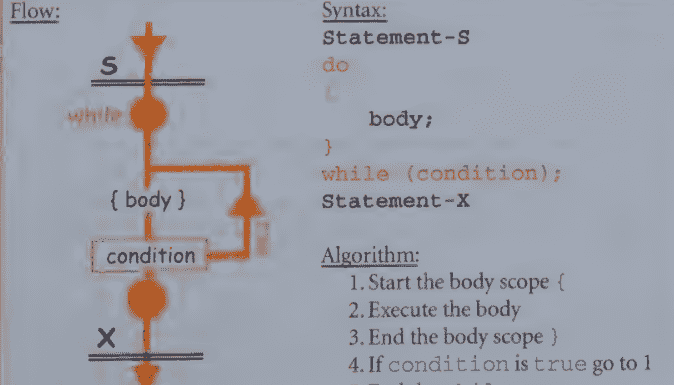 Flow:
S
while
{ body }
condition
X
Syntax:
Statement-S
do
{
body;
}
while (condition);
Statement-X
Algorithm:
1. Start the body scope {
2. Execute the body
3. End the body scope }
4. If condition is true go to 1